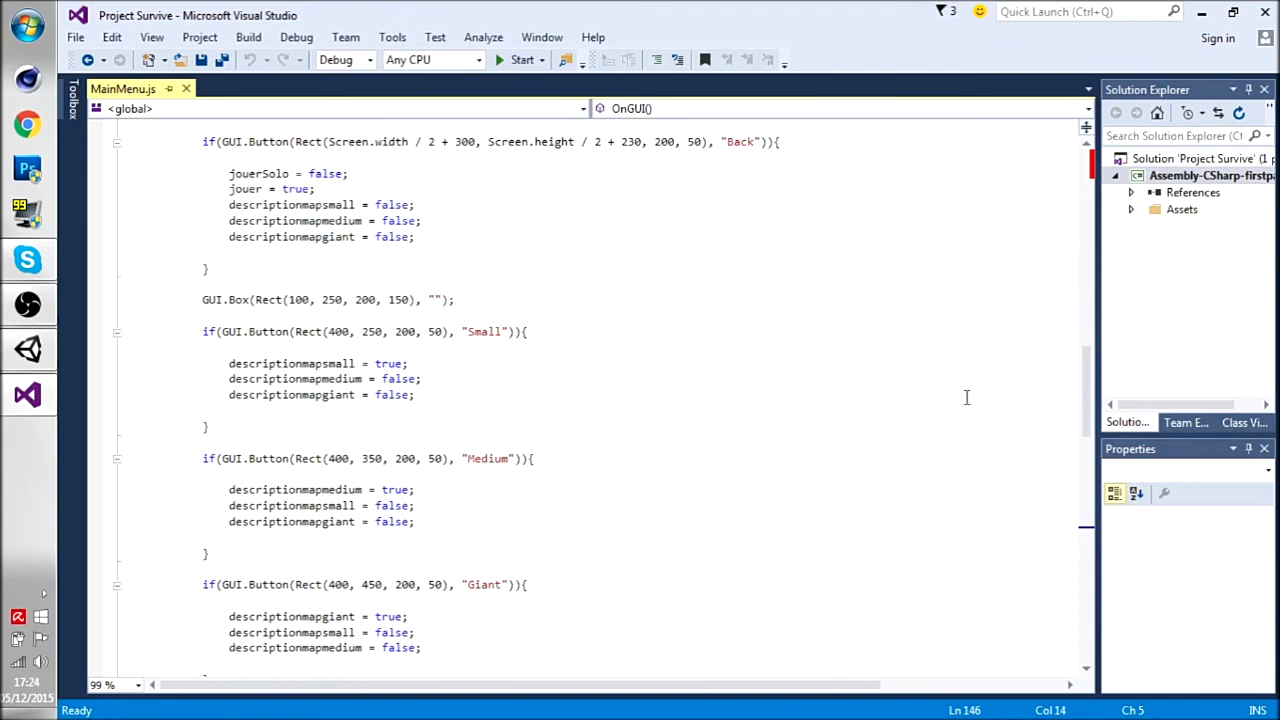 Project Survive - Microsoft Visual Studio
3
Quick Launch (Ctrl+Q)
File Edit View Project Build Debug Team Tools Test Analyze Window Help
Sign in
Debug Any CPU Start
Toolbox
MainMenu.js
<global> OnGUI()
if(GUI.Button(Rect(Screen.width / 2 + 300, Screen.height / 2 + 230, 200, 50), "Back")){
jouerSolo = false;
jouer = true;
descriptionmapsmall = false;
descriptionmapmedium = false;
descriptionmapgiant = false;
}
GUI.Box(Rect(100, 250, 200, 150), "");
if(GUI.Button(Rect(400, 250, 200, 50), "Small")){
descriptionmapsmall = true;
descriptionmapmedium = false;
descriptionmapgiant = false;
}
if(GUI.Button(Rect(400, 350, 200, 50), "Medium")){
descriptionmapmedium = true;
descriptionmapsmall = false;
descriptionmapgiant = false;
}
if(GUI.Button(Rect(400, 450, 200, 50), "Giant")){
descriptionmapgiant = true;
descriptionmapsmall = false;
descriptionmapmedium = false;
99 %
Solution Explorer
Search Solution Explorer (Ctrl+
Solution 'Project Survive' (1 p
Assembly-CSharp-firstpa
References
Assets
Solutio... Team E... Class Vi...
Properties
Ps
99
17:24
05/12/2015
Ready Ln 146 Col 14 Ch 5 INS